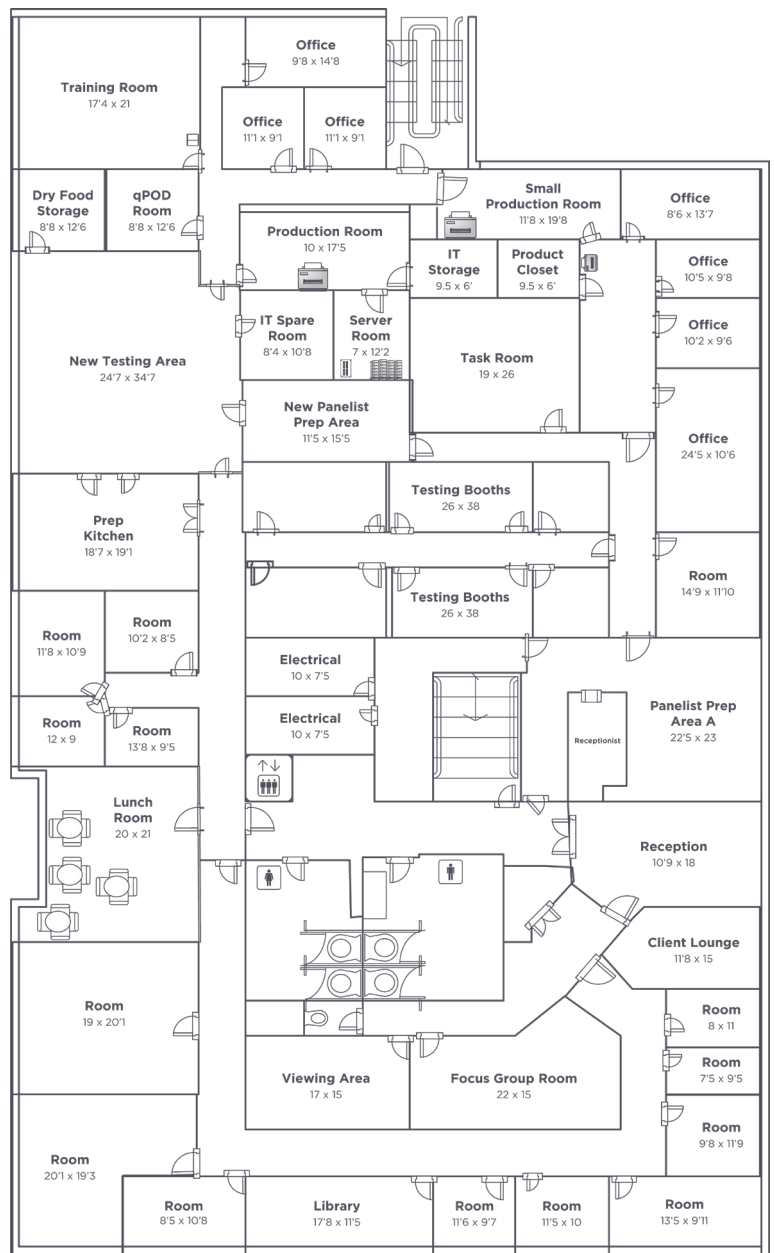 Office
9'8 x 14'8
Training Room
17'4 x 21
Office
11'1 x 9'1
Office
11'1 x 9'1
Dry Food
Storage
8'8 x 12'6
qPOD
Room
8'8 x 12'6
Small
Production Room
11'8 x 19'8
Office
8'6 x 13'7
Production Room
10 x 17'5
IT
Storage
9.5 x 6'
Product
Closet
9.5 x 6'
Office
10'5 x 9'8
IT Spare
Room
8'4 x 10'8
Server
Room
7 x 12'2
Office
10'2 x 9'6
New Testing Area
24'7 x 34'7
Task Room
19 x 26
New Panelist
Prep Area
11'5 x 15'5
Office
24'5 x 10'6
Testing Booths
26 x 38
Prep
Kitchen
18'7 x 19'1
Room
14'9 x 11'10
Testing Booths
26 x 38
Room
11'8 x 10'9
Room
10'2 x 8'5
Electrical
10 x 7'5
Electrical
10 x 7'5
Panelist Prep
Area A
22'5 x 23
Room
12 x 9
Room
13'8 x 9'5
Receptionist
Lunch
Room
20 x 21
Reception
10'9 x 18
Client Lounge
11'8 x 15
Room
19 x 20'1
Room
8 x 11
Room
7'5 x 9'5
Viewing Area
17 x 15
Focus Group Room
22 x 15
Room
9'8 x 11'9
Room
20'1 x 19'3
Room
8'5 x 10'8
Library
17'8 x 11'5
Room
11'6 x 9'7
Room
11'5 x 10
Room
13'5 x 9'11